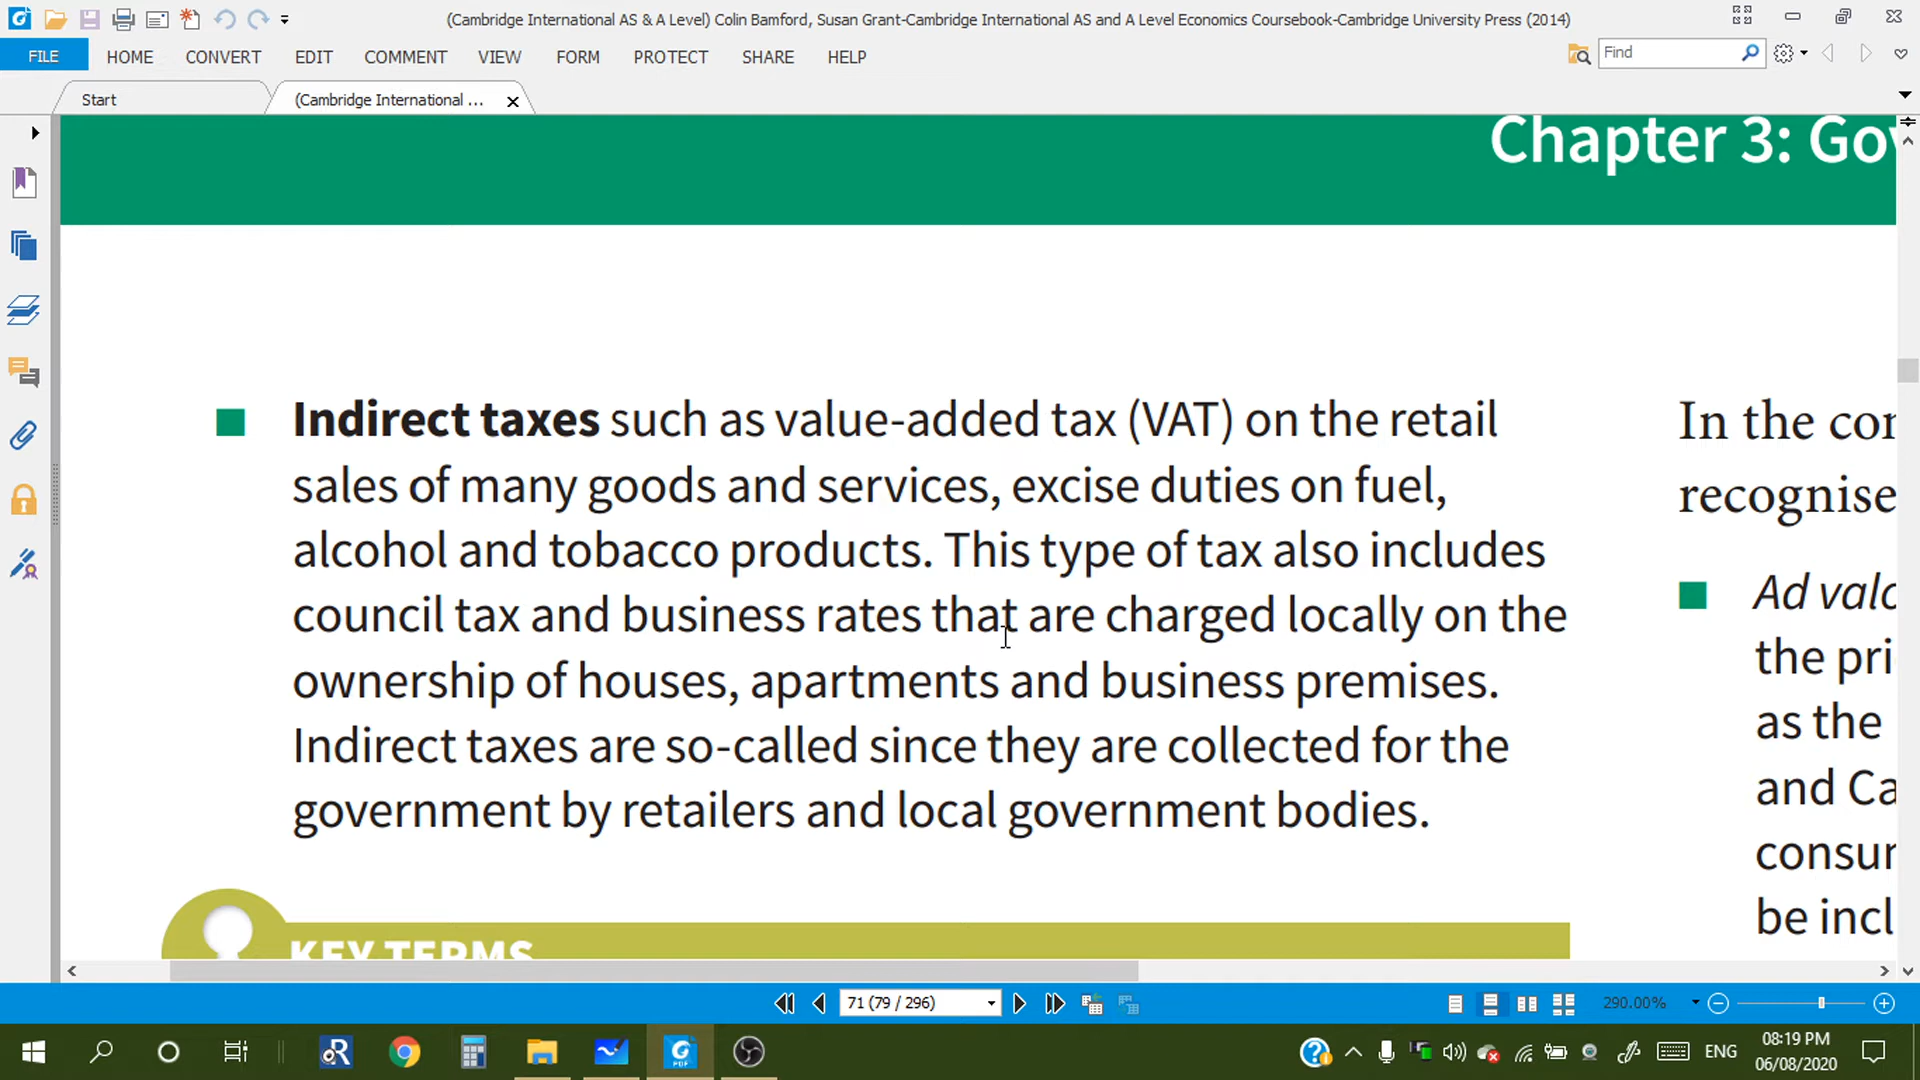 (Cambridge International AS & A Level) Colin Bamford, Susan Grant-Cambridge International AS and A Level Economics Coursebook-Cambridge University Press (2014)
FILE HOME CONVERT EDIT COMMENT VIEW FORM PROTECT SHARE HELP
Find
Start
(Cambridge International ...
Chapter 3: Gov
Indirect taxes such as value-added tax (VAT) on the retail
sales of many goods and services, excise duties on fuel,
alcohol and tobacco products. This type of tax also includes
council tax and business rates that are charged locally on the
ownership of houses, apartments and business premises.
Indirect taxes are so-called since they are collected for the
government by retailers and local government bodies.
KEY TERMS
In the cor
recognise
Ad valo
the pri
as the
and Ca
consur
be incl
71 (79 / 296)
290.00%
ENG
08:19 PM
06/08/2020